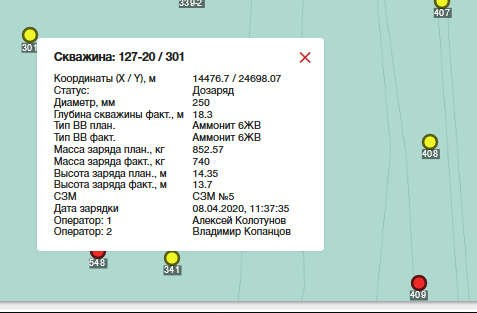 339-2
407
301
Скважина: 127-20 / 301
Координаты (X / Y), м 14476.7 / 24698.07
Статус: Дозаряд
Диаметр, мм 250
Глубина скважины факт., м 18.3
Тип ВВ план. Аммонит 6ЖВ
Тип ВВ факт. Аммонит 6ЖВ
Масса заряда план., кг 852.57
Масса заряда факт., кг 740
Высота заряда план., м 14.35
Высота заряда факт., м 13.7
СЗМ СЗМ №5
Дата зарядки 08.04.2020, 11:37:35
Оператор: 1 Алексей Колотунов
Оператор: 2 Владимир Копанцов
408
548
341
409